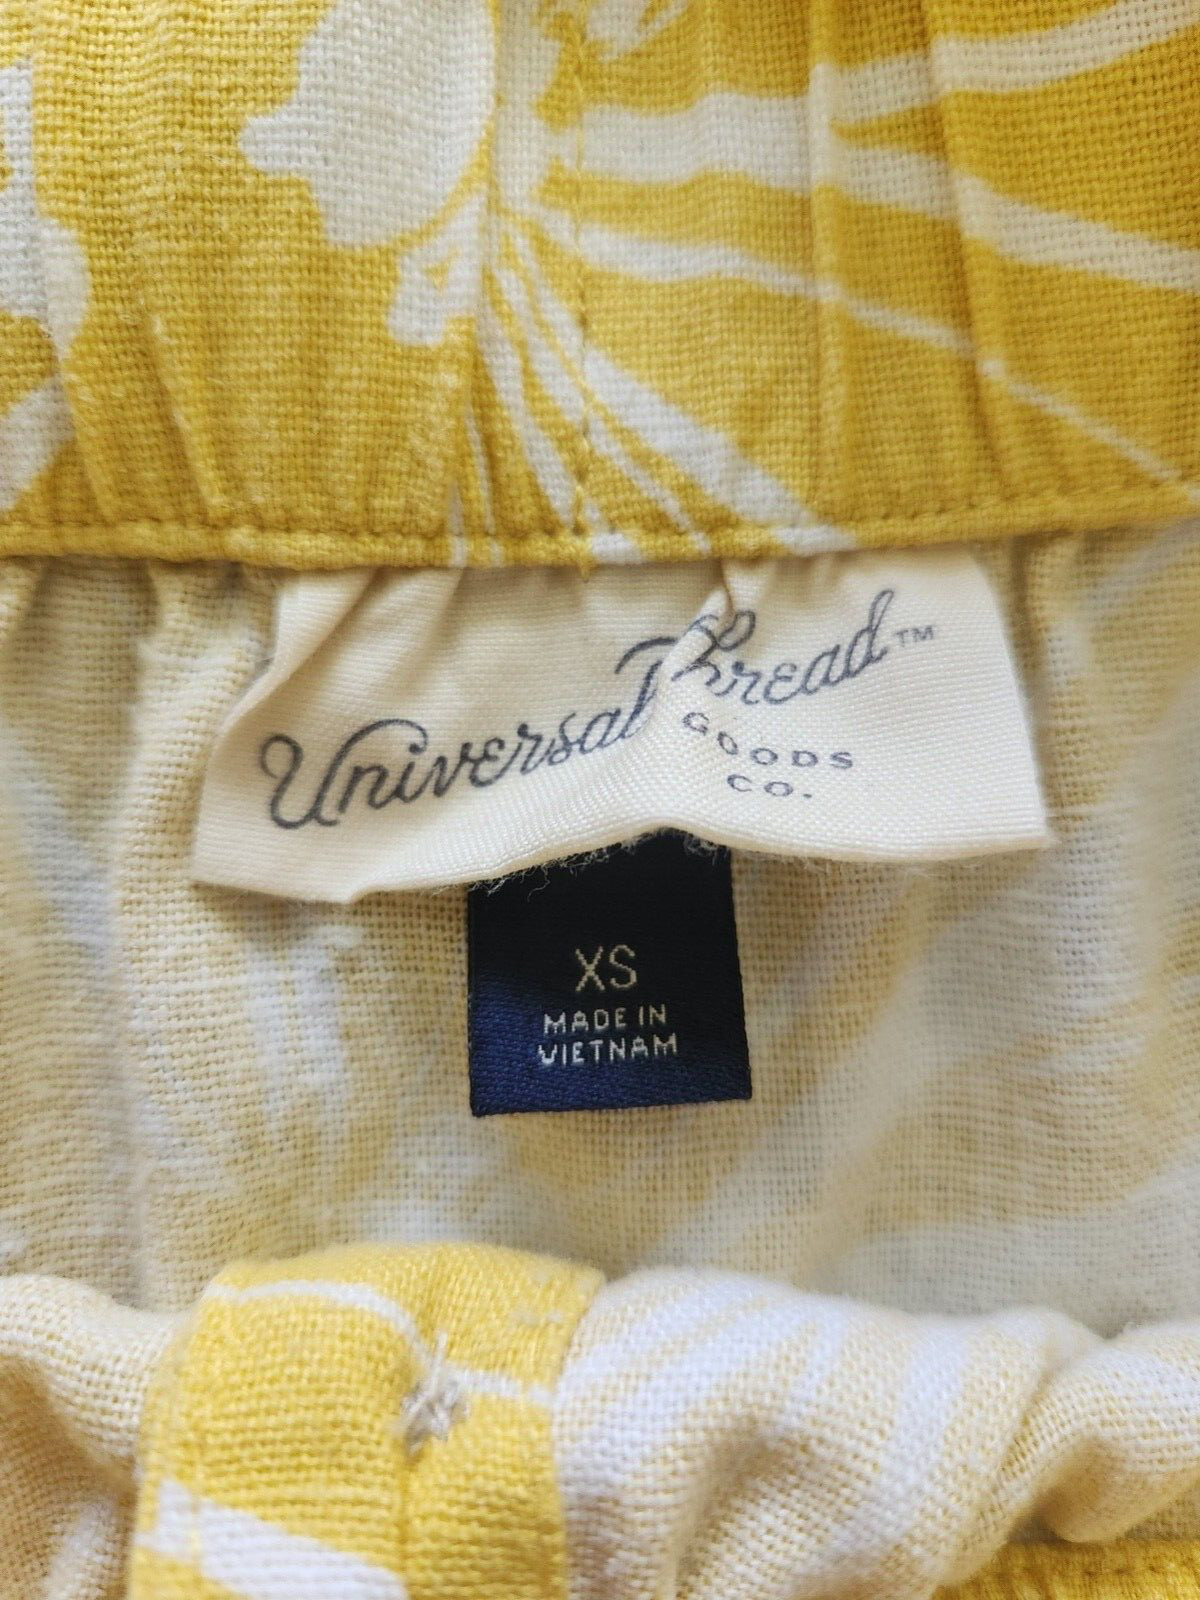 Universal Thread™
GOODS
CO.
XS
MADE IN
VIETNAM